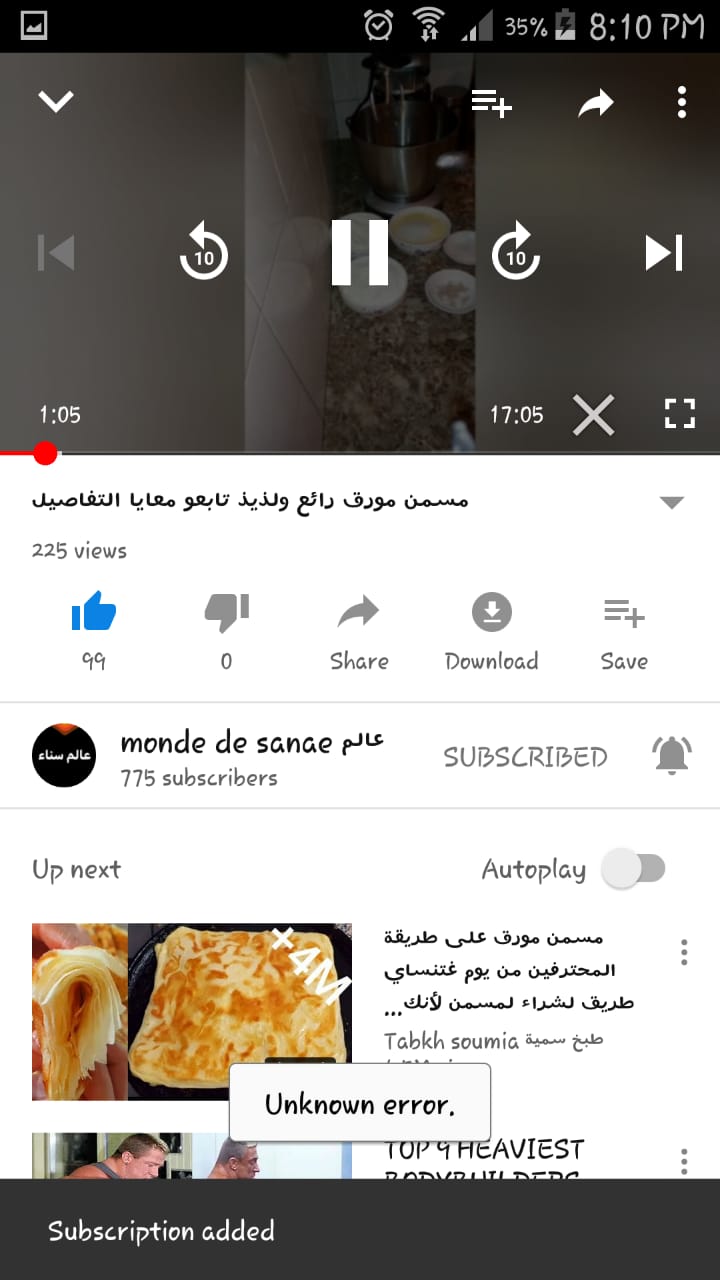 35% 8:10 PM
10 10
1:05 17:05
مسمن مورق رائع ولذيذ تابعو معايا التفاصيل
225 views
99 0 Share Download Save
عالم سناء
monde de sanae عالم
775 subscribers
SUBSCRIBED
Up next Autoplay
×4M
مسمن مورق على طريقة
المحترفين من يوم غتنساي
طريق لشراء لمسمن لأنك...
Tabkh soumia طبخ سمية
Unknown error.
TOP 9 HEAVIEST
BODYBUILDERS
Subscription added